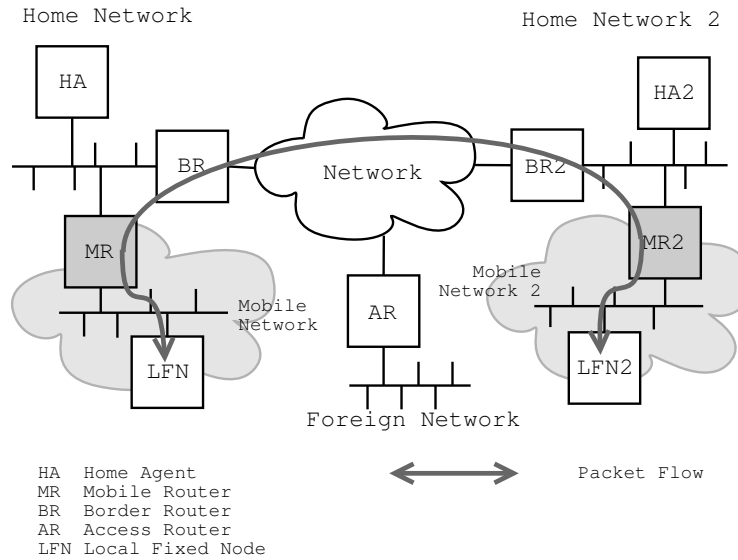 Home Network
Home Network 2
HA
HA2
BR
Network
BR2
MR
MR2
Mobile
Network
Mobile
Network 2
AR
LFN
LFN2
Foreign Network
HA Home Agent
MR Mobile Router
BR Border Router
AR Access Router
LFN Local Fixed Node
Packet Flow